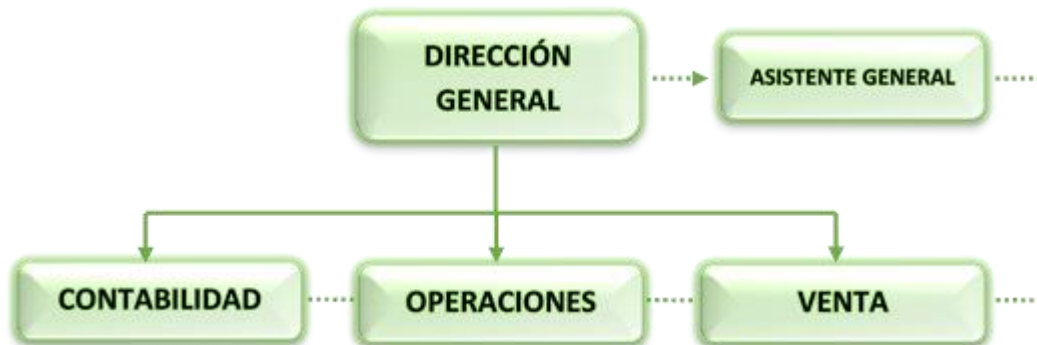 DIRECCIÓN
GENERAL
ASISTENTE GENERAL
CONTABILIDAD
OPERACIONES
VENTA